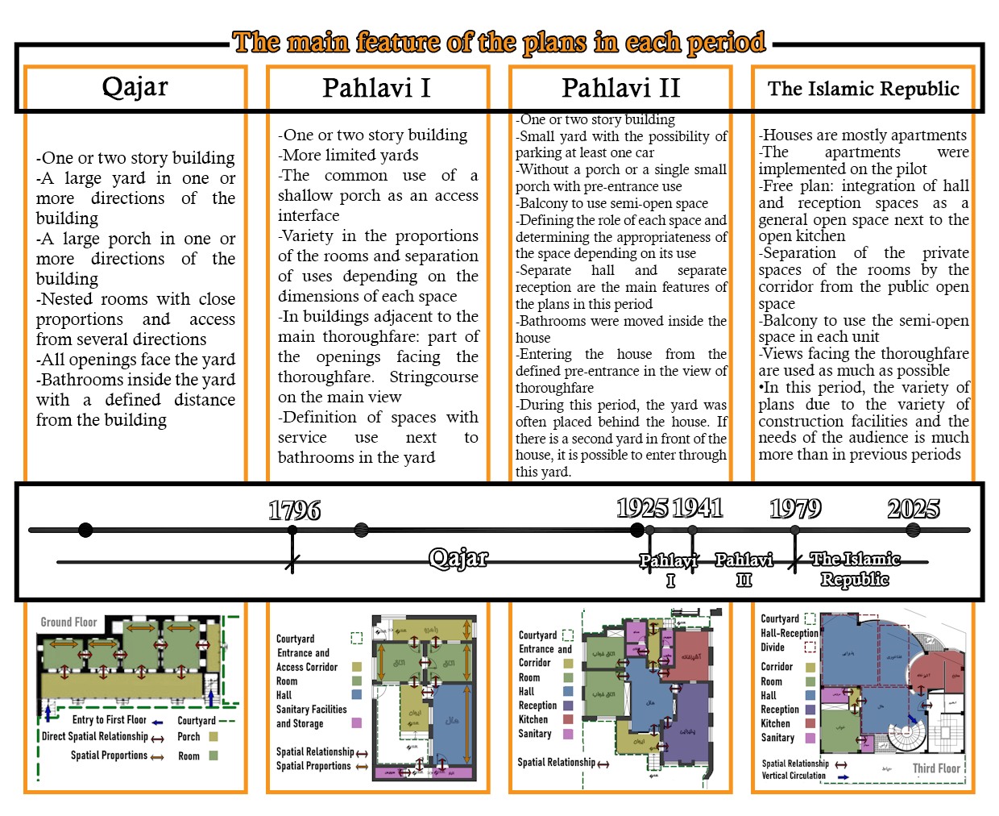 The main feature of the plans in each period
Qajar
-One or two story building
-A large yard in one or
more directions of the
building
-A large porch in one or
more directions of the
building
-Nested rooms with close
proportions and access
from several directions
-All openings face the yard
-Bathrooms inside the yard
with a defined distance
from the building
Pahlavi I
-One or two story building
-More limited yards
-The common use of a
shallow porch as an access
interface
-Variety in the proportions
of the rooms and separation
of uses depending on the
dimensions of each space
-In buildings adjacent to the
main thoroughfare: part of
the openings facing the
thoroughfare. Stringcourse
on the main view
-Definition of spaces with
service use next to
bathrooms in the yard
Pahlavi II
-One or two story building
-Small yard with the possibility of
parking at least one car
-Without a porch or a single small
porch with pre-entrance use
-Balcony to use semi-open space
-Defining the role of each space and
determining the appropriateness of
the space depending on its use
-Separate hall and separate
reception are the main features of
the plans in this period
-Bathrooms were moved inside the
house
-Entering the house from the
defined pre-entrance in the view of
thoroughfare
-During this period, the yard was
often placed behind the house. If
there is a second yard in front of the
house, it is possible to enter through
this yard.
The Islamic Republic
-Houses are mostly apartments
-The apartments were
implemented on the pilot
-Free plan: integration of hall
and reception spaces as a
general open space next to the
open kitchen
-Separation of the private
spaces of the rooms by the
corridor from the public open
space
-Balcony to use the semi-open
space in each unit
-Views facing the thoroughfare
are used as much as possible
•In this period, the variety of
plans due to the variety of
construction facilities and the
needs of the audience is much
more than in previous periods
1796
1925
1941
1979
2025
Qajar
Pahlavi
I
Pahlavi
II
The Islamic
Republic
Ground Floor
Entry to First Floor
Direct Spatial Relationship
Spatial Proportions
Courtyard
Porch
Room
Courtyard
Entrance and
Access Corridor
Room
Hall
Sanitary Facilities
and Storage
Spatial Relationship
Spatial Proportions
اتاق
اتاق
ایوان
هال
Courtyard
Entrance and
Corridor
Room
Hall
Reception
Kitchen
Sanitary
Spatial Relationship
اتاق خواب
اتاق خواب
آشپزخانه
هال
پذیرایی
ایوان
Courtyard
Hall-Reception
Divide
Corridor
Room
Hall
Reception
Kitchen
Sanitary
Spatial Relationship
Vertical Circulation
Third Floor
پذیرایی
هال
خواب